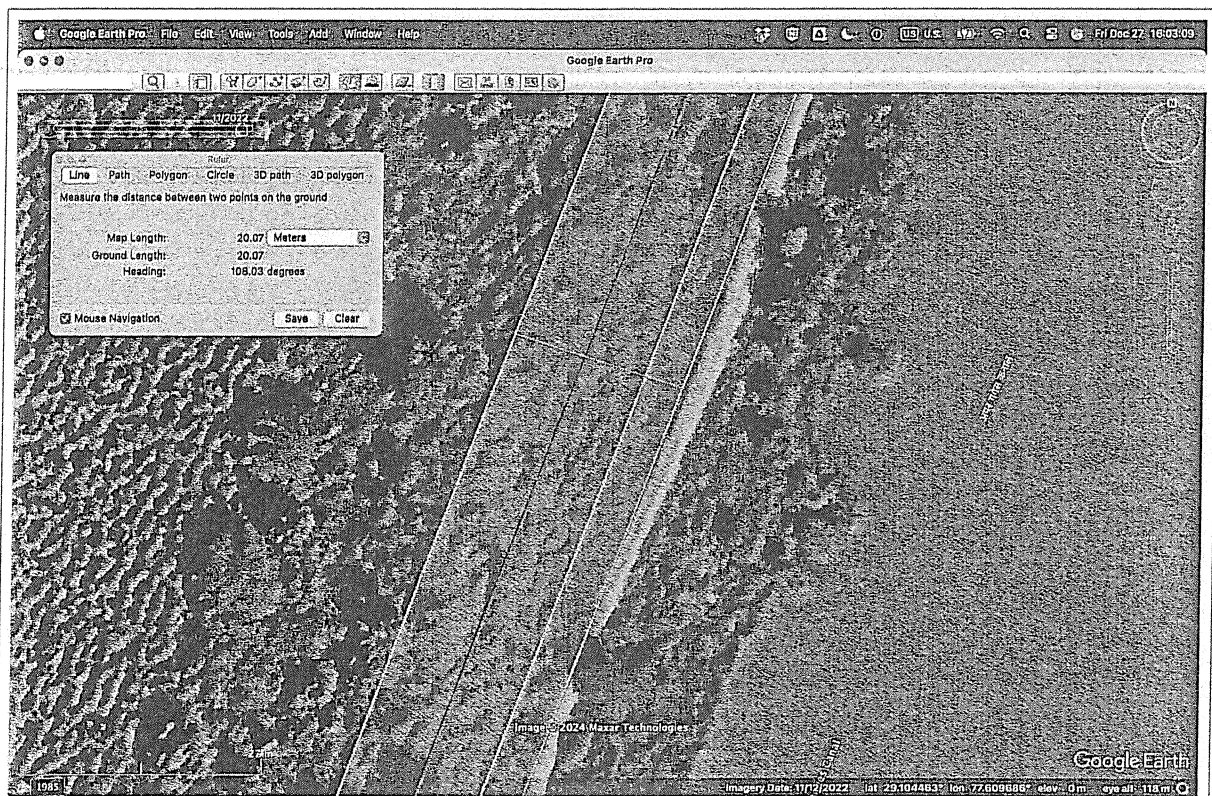 Google Earth Pro File Edit View Tools Add Window Help US U.S. Fri Dec 27 16:03:09
Google Earth Pro
11/2022
Ruler
Line Path Polygon Circle 3D path 3D polygon
Measure the distance between two points on the ground
Map Length: 20.07 Meters
Ground Length: 20.07
Heading: 108.03 degrees
Mouse Navigation Save Clear
N
Image © 2024 Maxar Technologies
Google Earth
1985
Imagery Date: 11/12/2022 lat 29.104463° lon 77.609686° elev 0 m eye alt 118 m